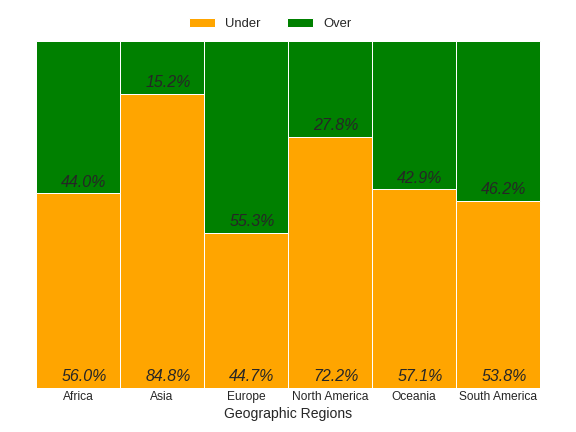 Under Over
15.2%
27.8%
44.0% 42.9% 46.2%
55.3%
56.0% 84.8% 44.7% 72.2% 57.1% 53.8%
Africa Asia Europe North America Oceania South America
Geographic Regions